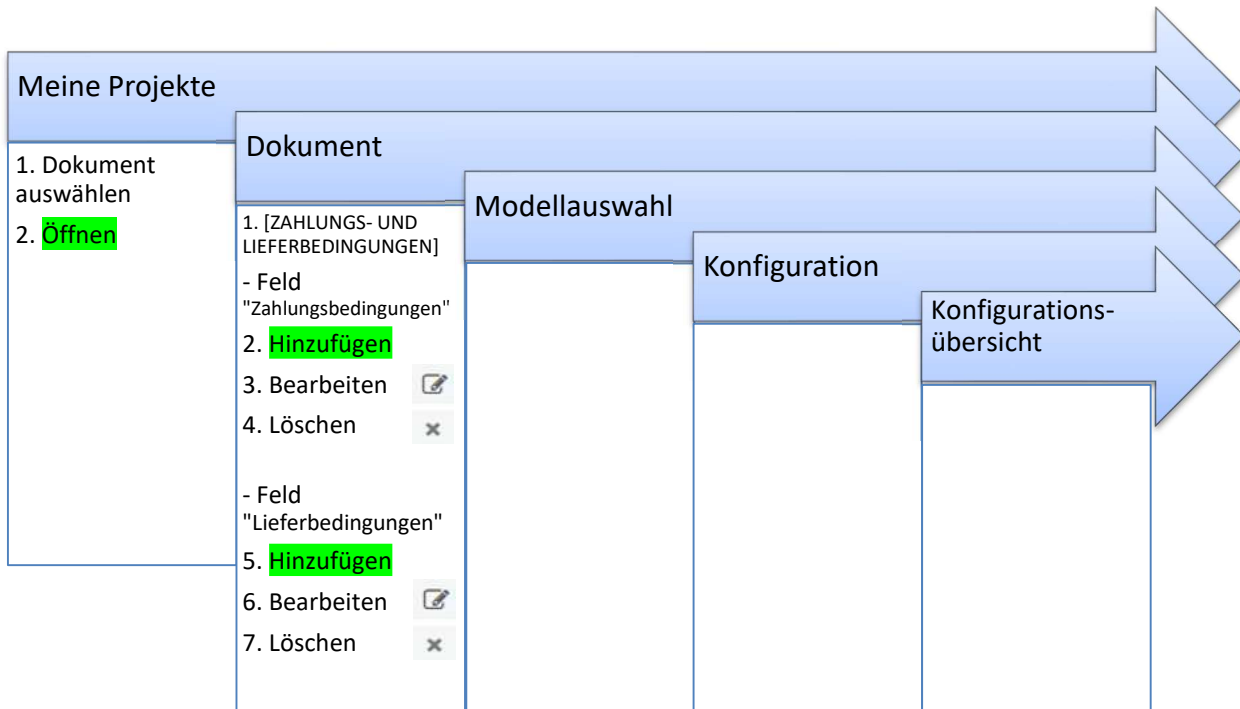 Meine Projekte
1. Dokument
auswählen
2. Öffnen
Dokument
1. [ZAHLUNGS- UND
LIEFERBEDINGUNGEN]
- Feld
"Zahlungsbedingungen"
2. Hinzufügen
3. Bearbeiten
4. Löschen
- Feld
"Lieferbedingungen"
5. Hinzufügen
6. Bearbeiten
7. Löschen
Modellauswahl
Konfiguration
Konfigurations-
übersicht